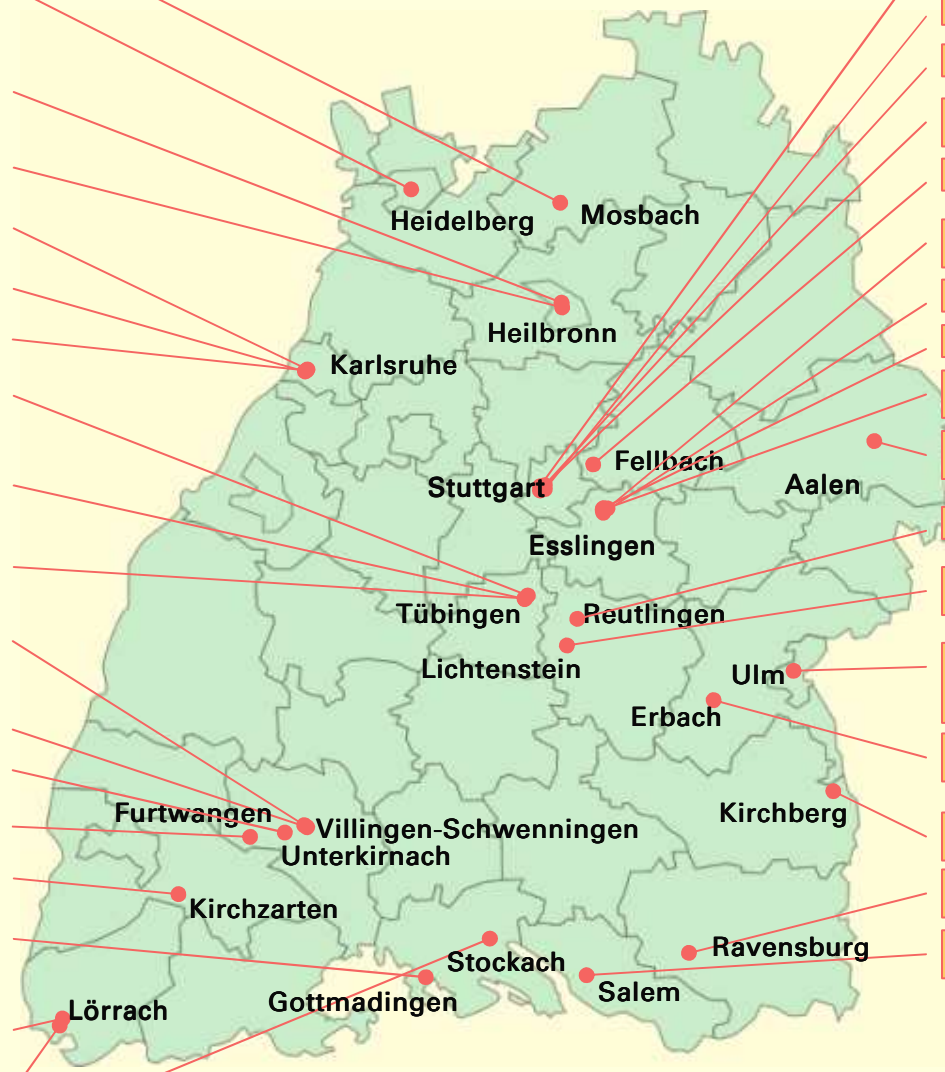 Heidelberg
Mosbach
Heilbronn
Karlsruhe
Fellbach
Stuttgart
Aalen
Esslingen
Tübingen
Reutlingen
Lichtenstein
Ulm
Erbach
Furtwangen
Kirchberg
Villingen-Schwenningen
Unterkirnach
Kirchzarten
Ravensburg
Stockach
Salem
Gottmadingen
Lörrach